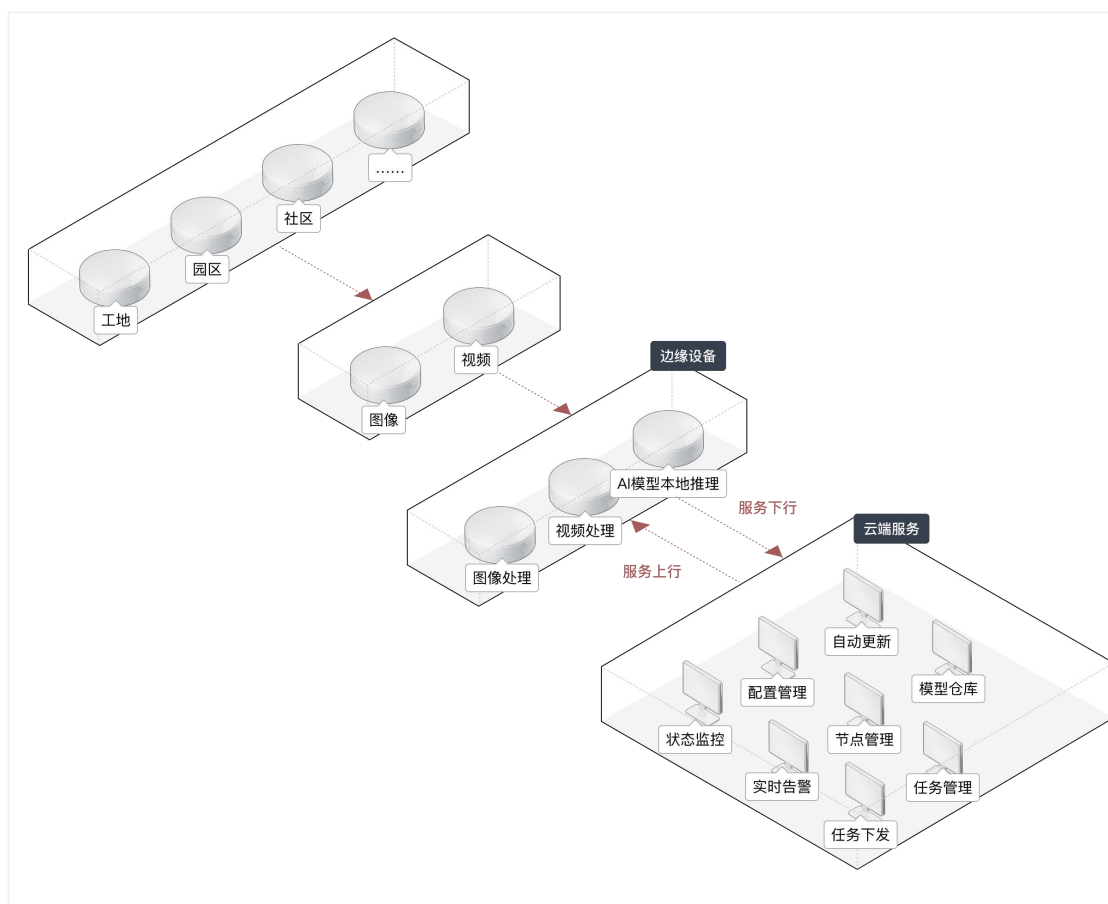 ……
社区
园区
工地
视频
图像
边缘设备
AI模型本地推理
视频处理
图像处理
服务下行
服务上行
云端服务
自动更新
配置管理
模型仓库
状态监控
节点管理
实时告警
任务管理
任务下发